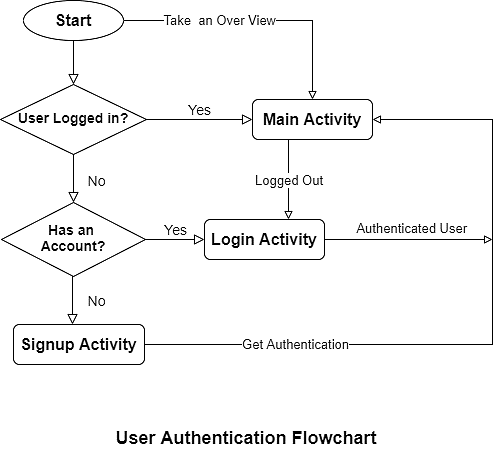 Start
Take an Over View
User Logged in?
Yes
Main Activity
No
Logged Out
Has an
Account?
Yes
Login Activity
Authenticated User
No
Signup Activity
Get Authentication
User Authentication Flowchart